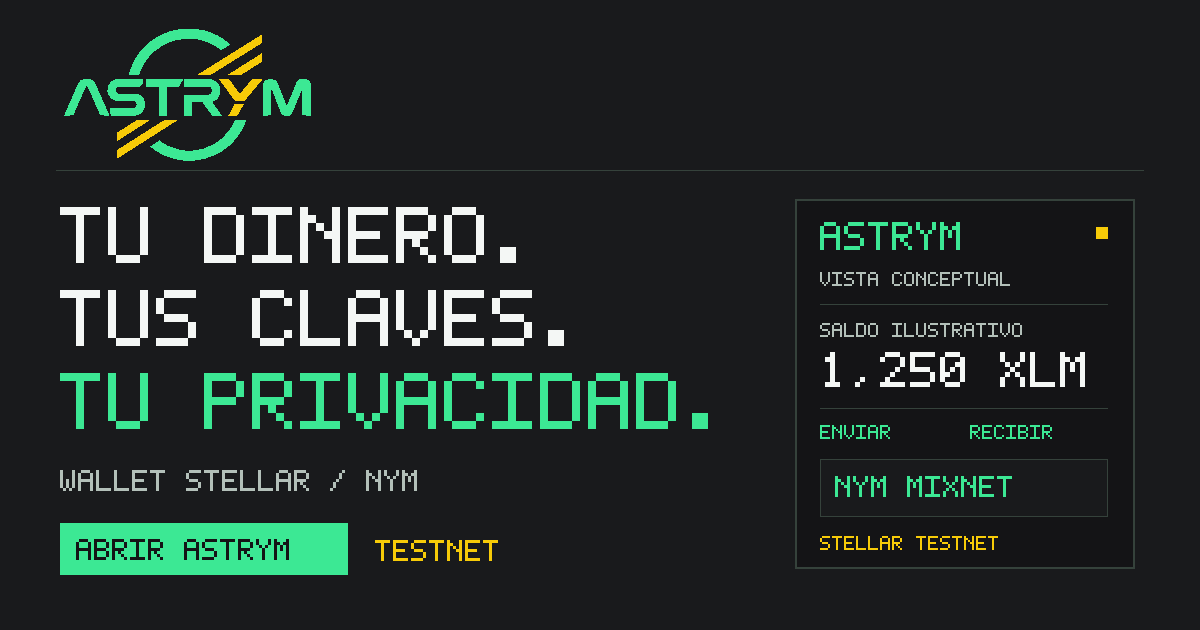 ASTRYM
TU DINERO.
TUS CLAVES.
TU PRIVACIDAD.
WALLET STELLAR / NYM
ABRIR ASTRYM
TESTNET
ASTRYM
VISTA CONCEPTUAL
SALDO ILUSTRATIVO
1,250 XLM
ENVIAR RECIBIR
NYM MIXNET
STELLAR TESTNET